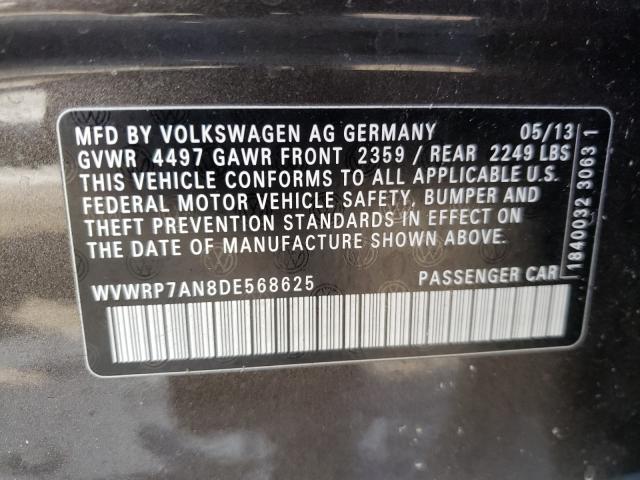 MFD BY VOLKSWAGEN AG GERMANY 05/13
GVWR 4497 GAWR FRONT 2359 / REAR 2249 LBS
THIS VEHICLE CONFORMS TO ALL APPLICABLE U.S.
FEDERAL MOTOR VEHICLE SAFETY, BUMPER AND
THEFT PREVENTION STANDARDS IN EFFECT ON
THE DATE OF MANUFACTURE SHOWN ABOVE.
WVWRP7AN8DE568625 PASSENGER CAR
1840032 3063 1